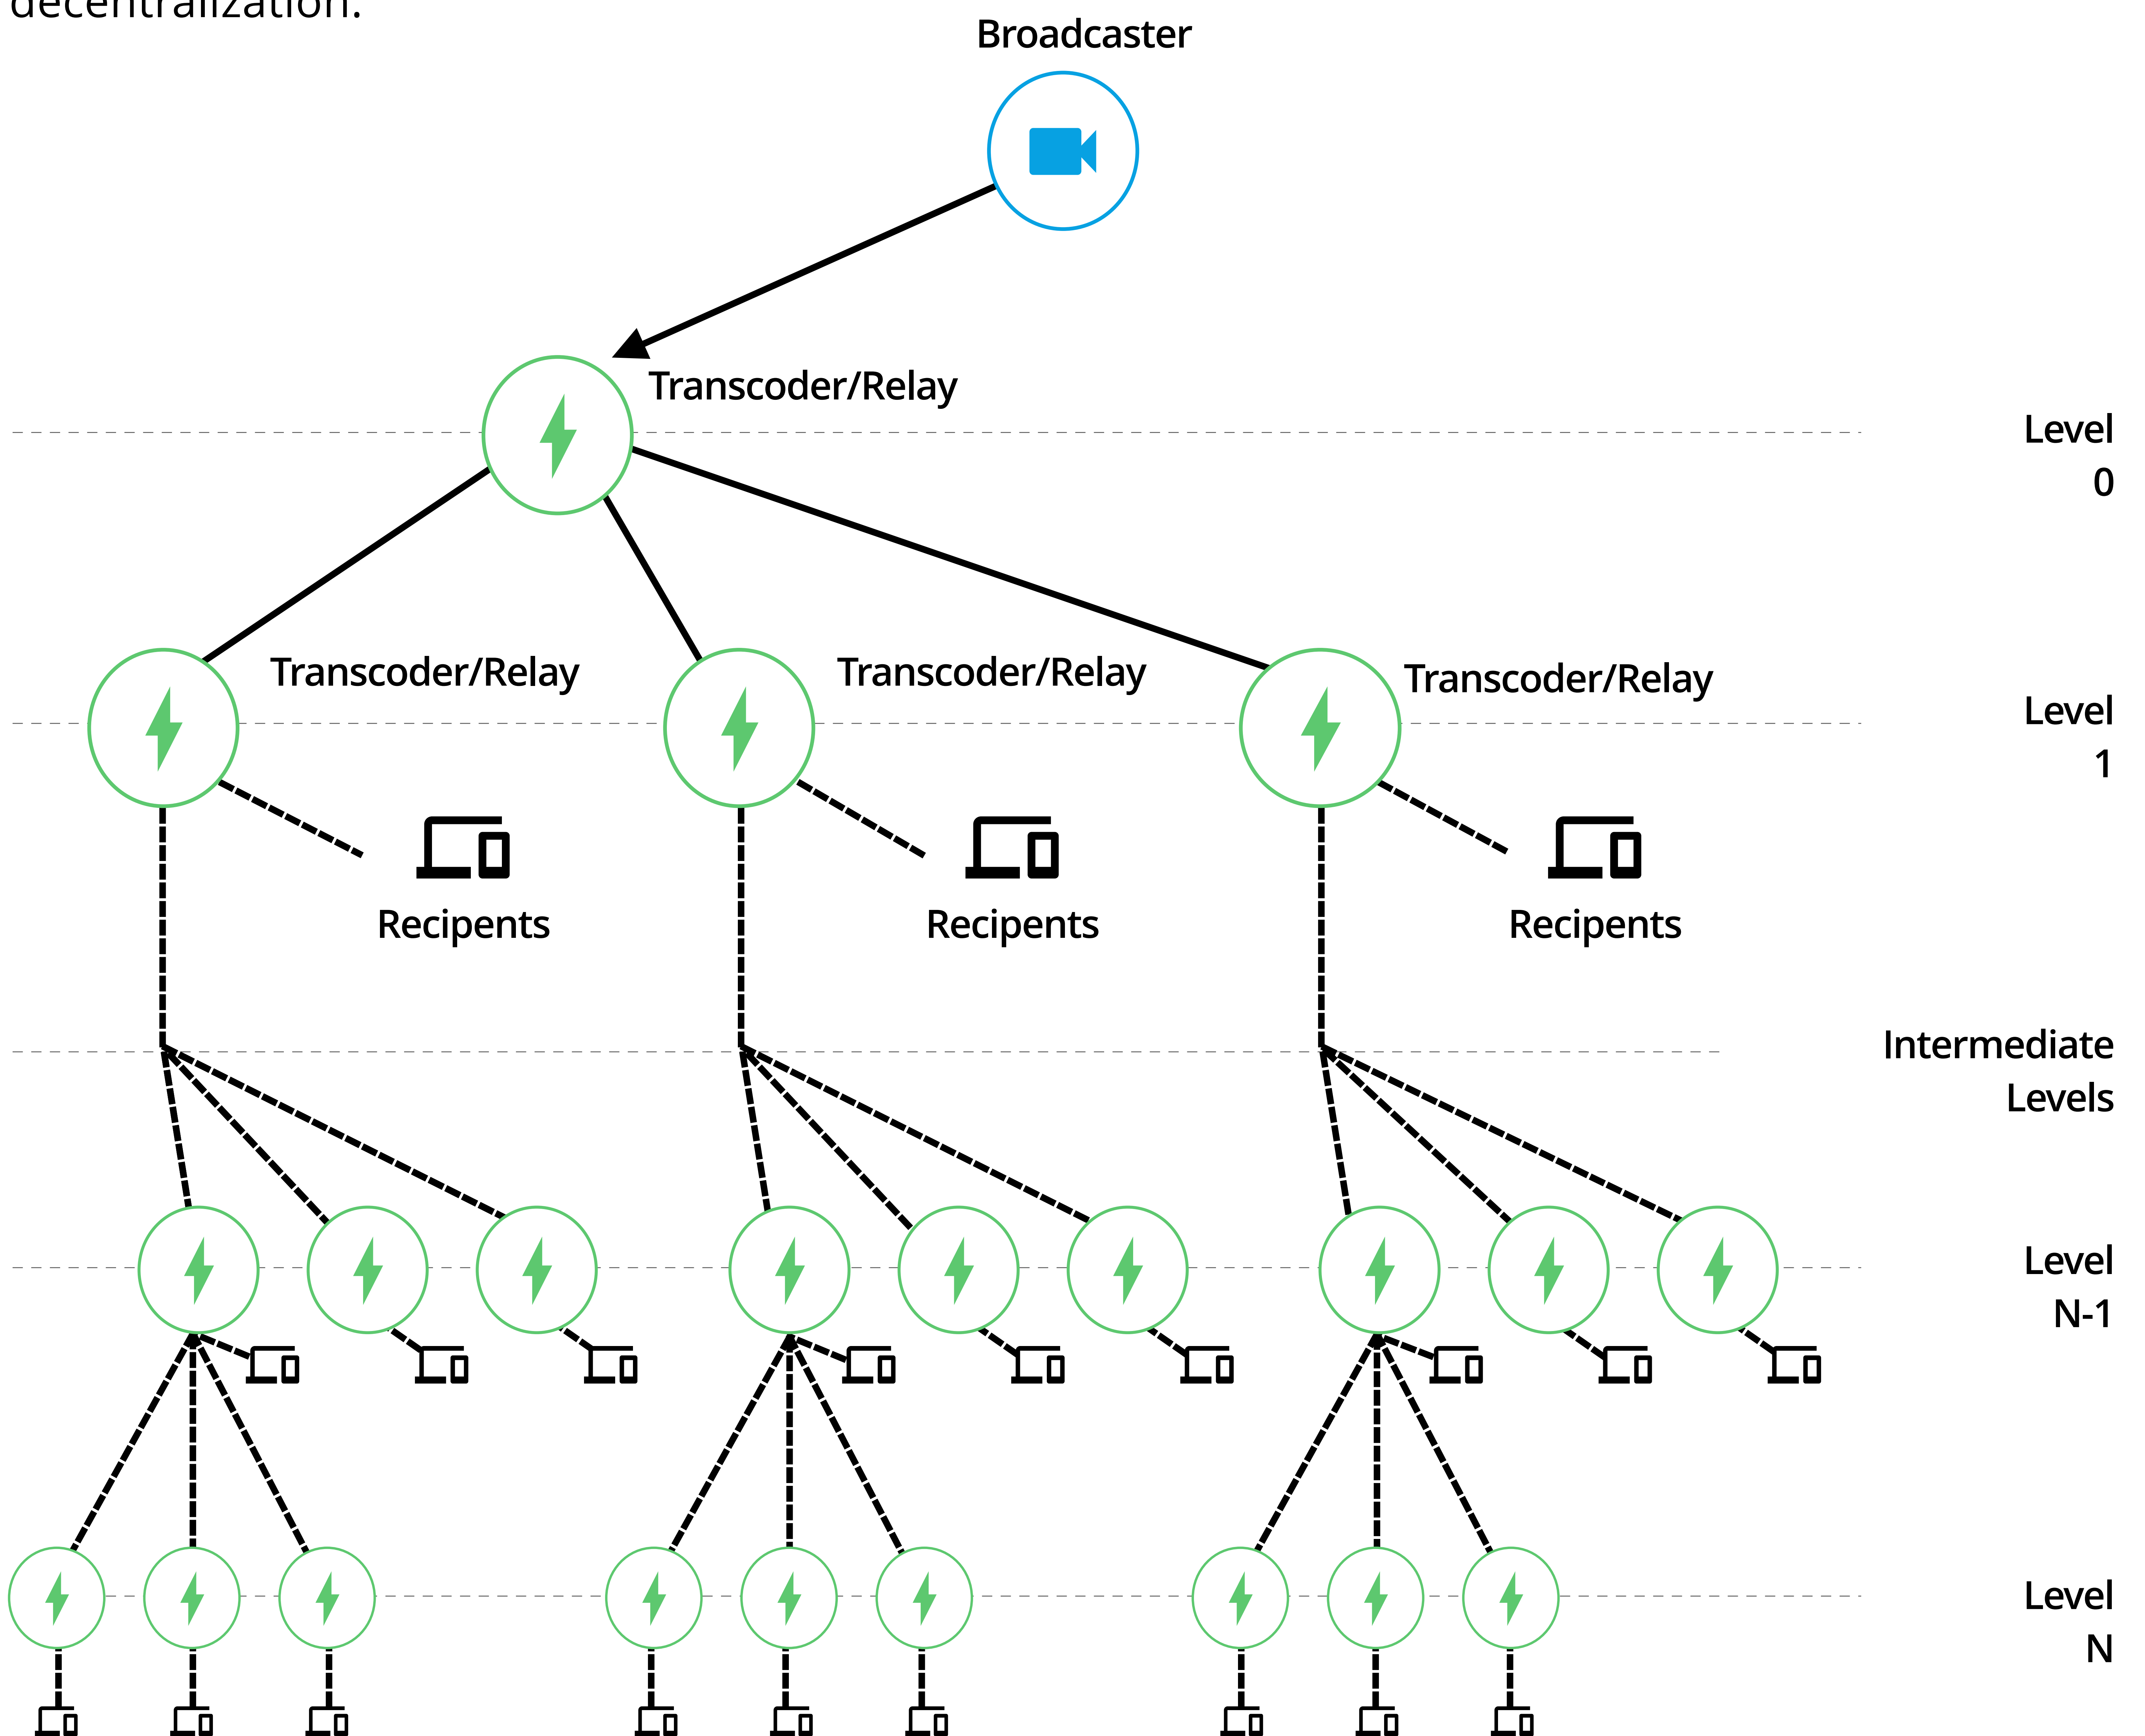 decentralization.
Broadcaster
Transcoder/Relay
Level
0
Transcoder/Relay
Transcoder/Relay
Transcoder/Relay
Level
1
Recipents
Recipents
Recipents
Intermediate
Levels
Level
N-1
Level
N